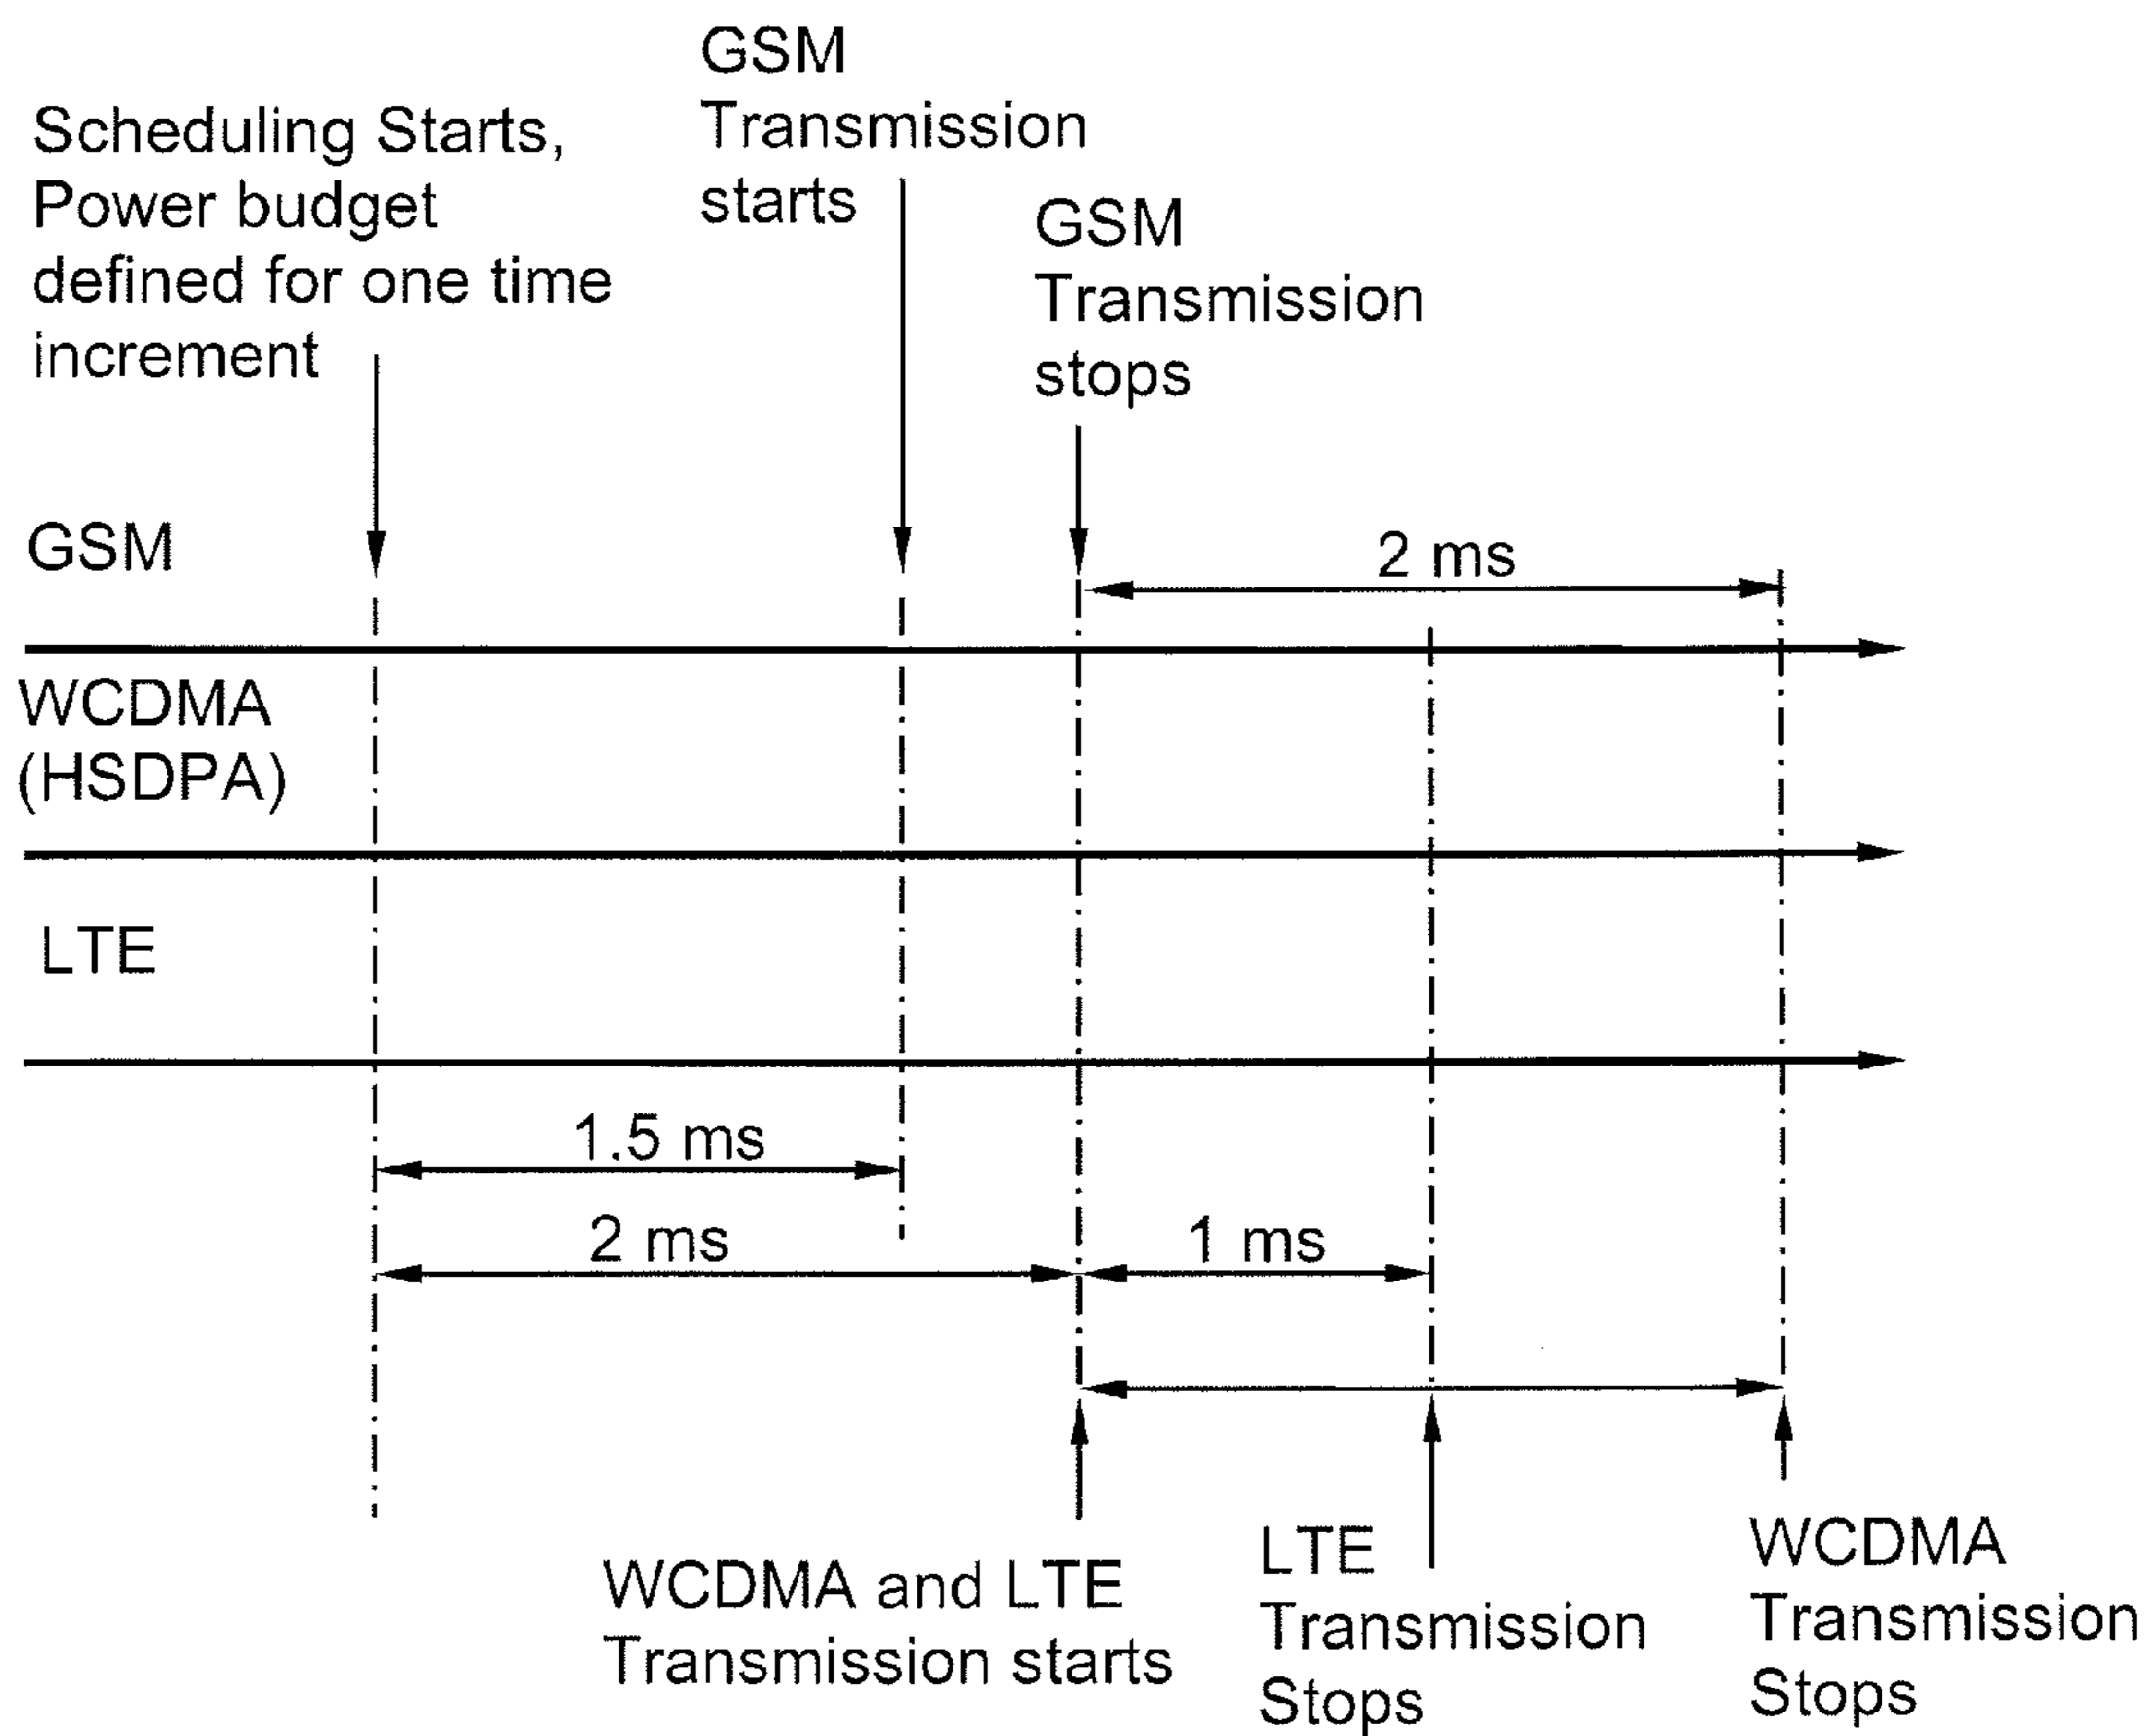 GSM
Transmission
starts
Scheduling Starts,
Power budget
defined for one time
increment
GSM
Transmission
stops
GSM
2 ms
WCDMA
(HSDPA)
LTE
1.5 ms
2 ms
1 ms
WCDMA and LTE
Transmission starts
LTE
Transmission
Stops
WCDMA
Transmission
Stops